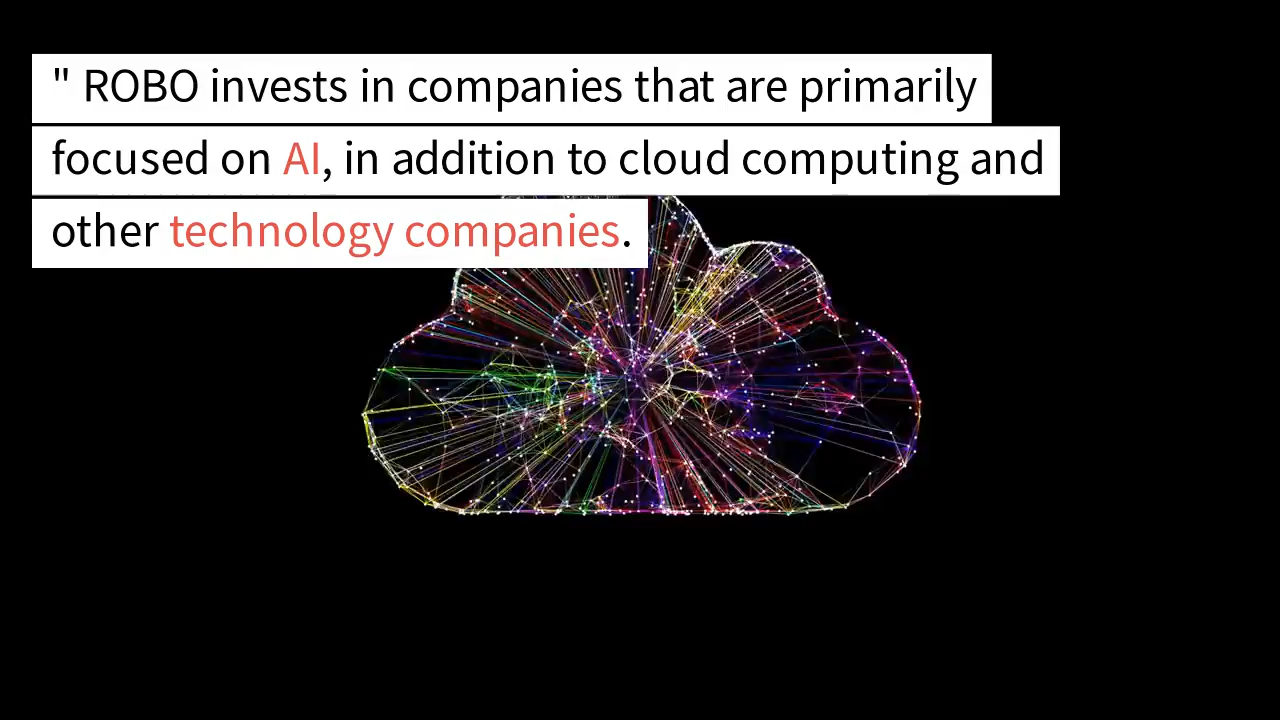 " ROBO invests in companies that are primarily
focused on AI, in addition to cloud computing and
other technology companies.